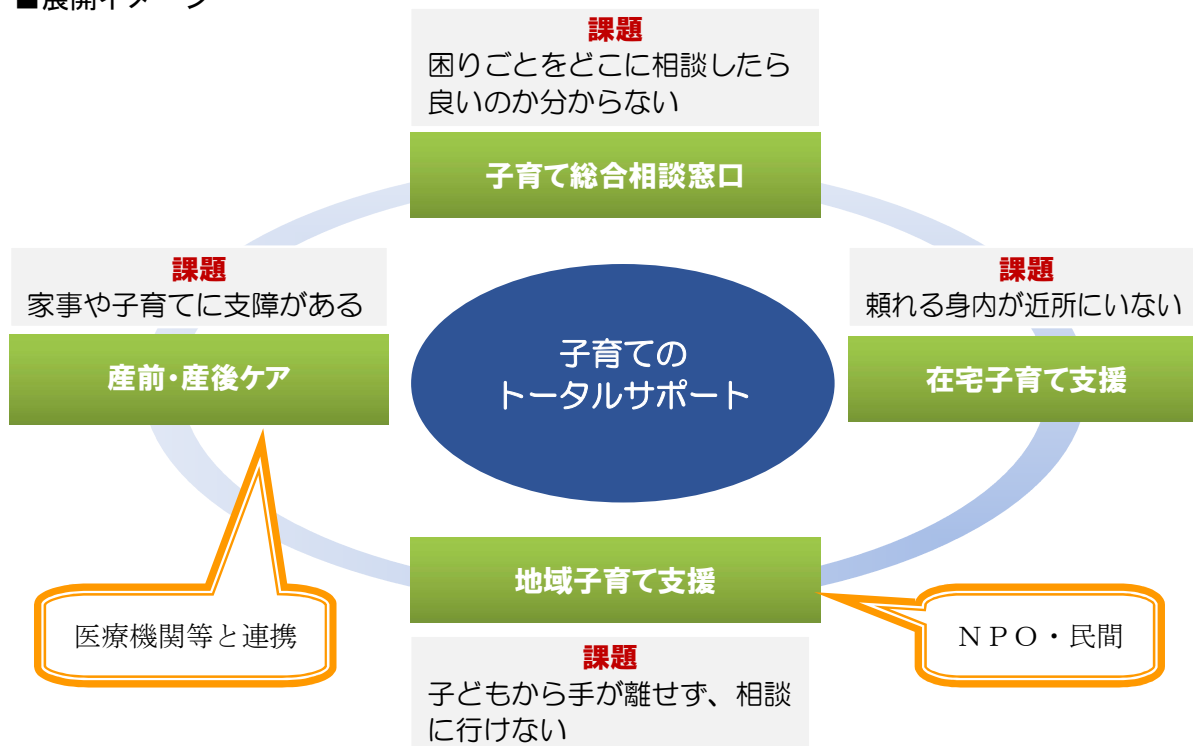 ■展開イメージ
課題
困りごとをどこに相談したら
良いのか分からない
子育て総合相談窓口
課題
家事や子育てに支障がある
産前・産後ケア
子育ての
トータルサポート
課題
頼れる身内が近所にいない
在宅子育て支援
地域子育て支援
医療機関等と連携
ＮＰＯ・民間
課題
子どもから手が離せず、相談
に行けない